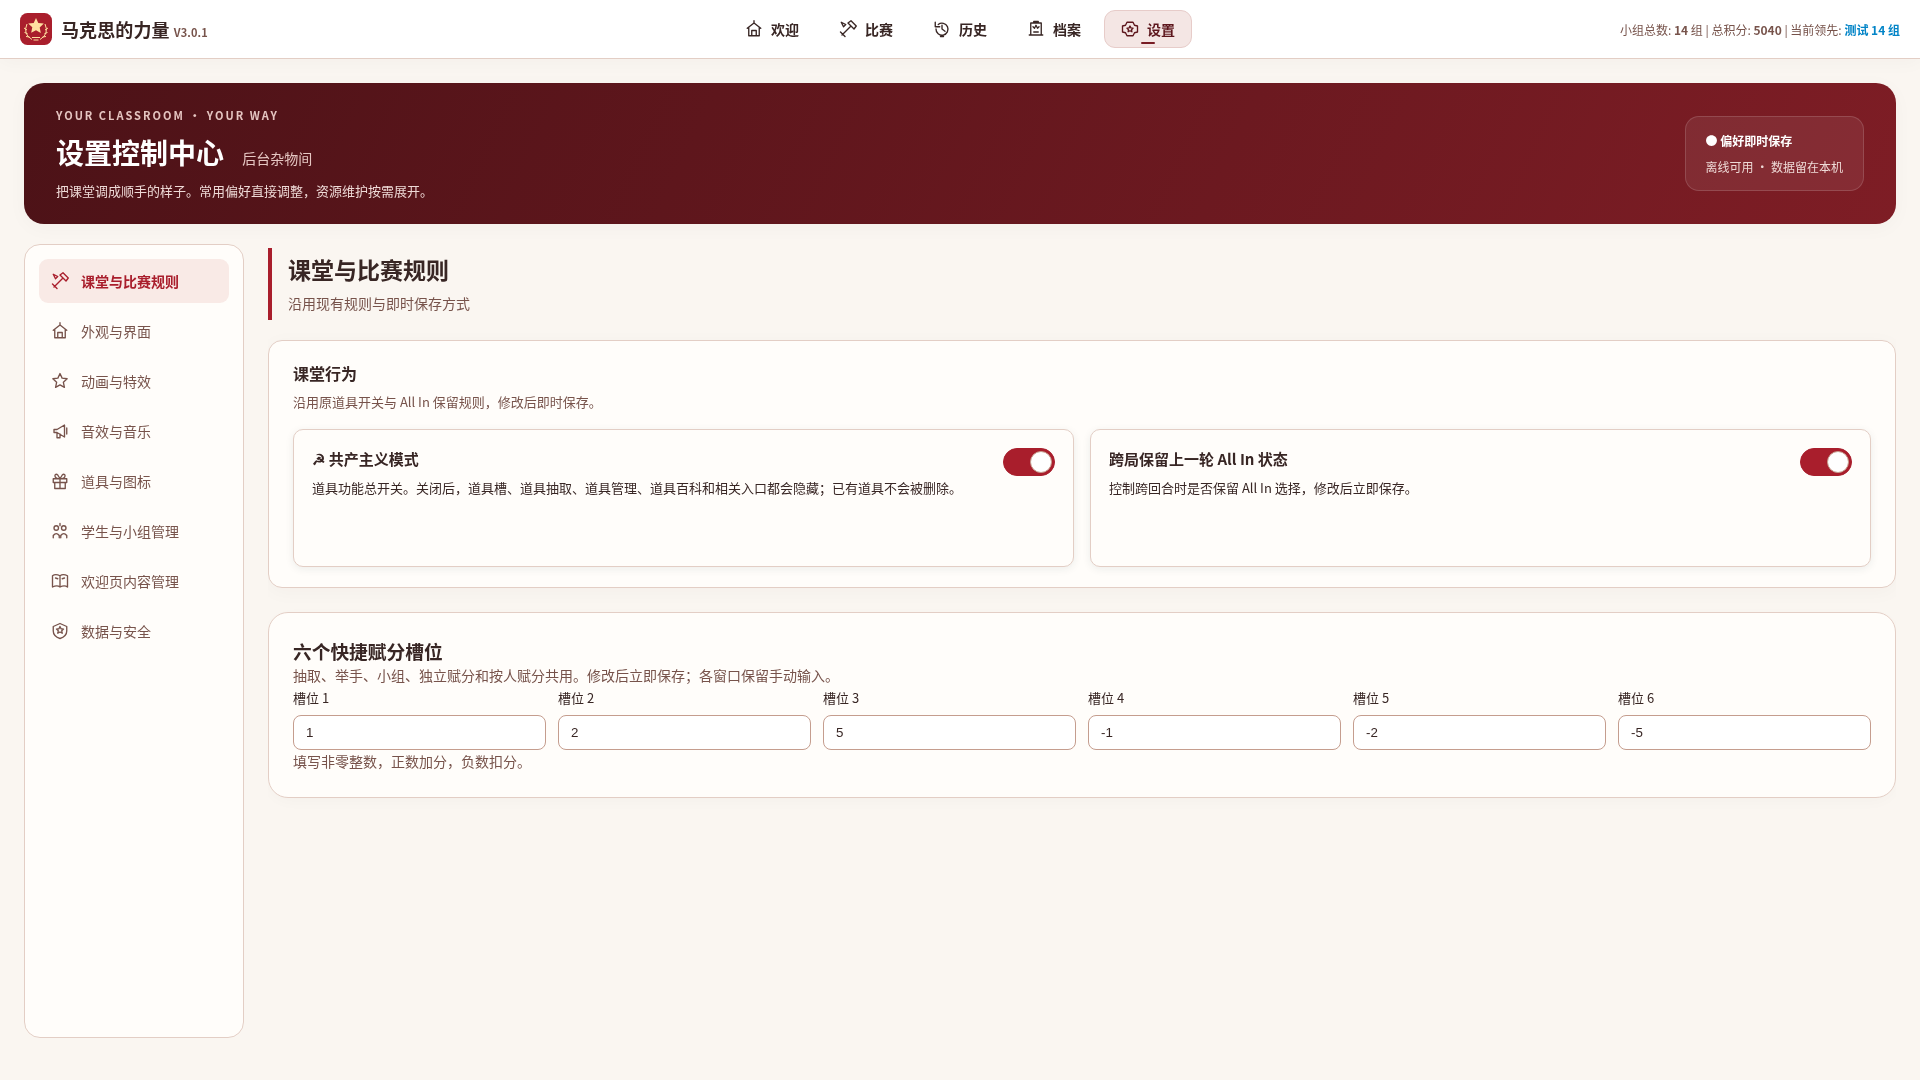 马克思的力量 V3.0.1
欢迎
比赛
历史
档案
设置
小组总数: 14 组 | 总积分: 5040 | 当前领先: 测试 14 组
YOUR CLASSROOM · YOUR WAY
设置控制中心 后台杂物间
把课堂调成顺手的样子。常用偏好直接调整，资源维护按需展开。
偏好即时保存
离线可用 · 数据留在本机
课堂与比赛规则
外观与界面
动画与特效
音效与音乐
道具与图标
学生与小组管理
欢迎页内容管理
数据与安全
课堂与比赛规则
沿用现有规则与即时保存方式
课堂行为
沿用原道具开关与 All In 保留规则，修改后即时保存。
☭ 共产主义模式
道具功能总开关。关闭后，道具槽、道具抽取、道具管理、道具百科和相关入口都会隐藏；已有道具不会被删除。
跨局保留上一轮 All In 状态
控制跨回合时是否保留 All In 选择，修改后立即保存。
六个快捷赋分槽位
抽取、举手、小组、独立赋分和按人赋分共用。修改后立即保存；各窗口保留手动输入。
槽位 1 槽位 2 槽位 3 槽位 4 槽位 5 槽位 6
1 2 5 -1 -2 -5
填写非零整数，正数加分，负数扣分。